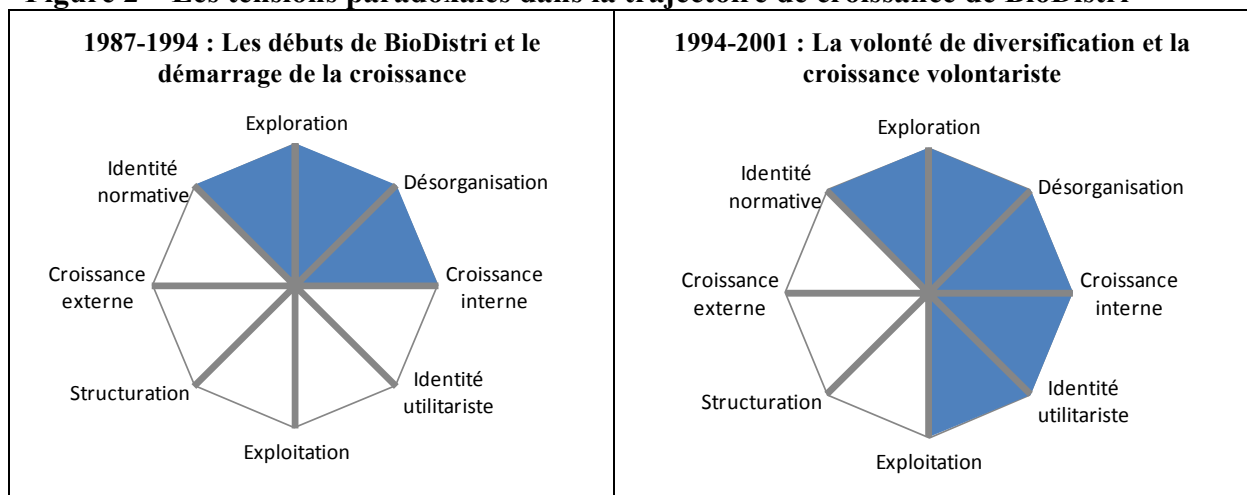 Figure 2 – Les tensions paradoxales dans la trajectoire de croissance de BioDistri
1987-1994 : Les débuts de BioDistri et le
démarrage de la croissance
Exploration
Identité
normative
Désorganisation
Croissance
externe
Croissance
interne
Structuration
Identité
utilitariste
Exploitation
1994-2001 : La volonté de diversification et la
croissance volontariste
Exploration
Identité
normative
Désorganisation
Croissance
externe
Croissance
interne
Structuration
Identité
utilitariste
Exploitation